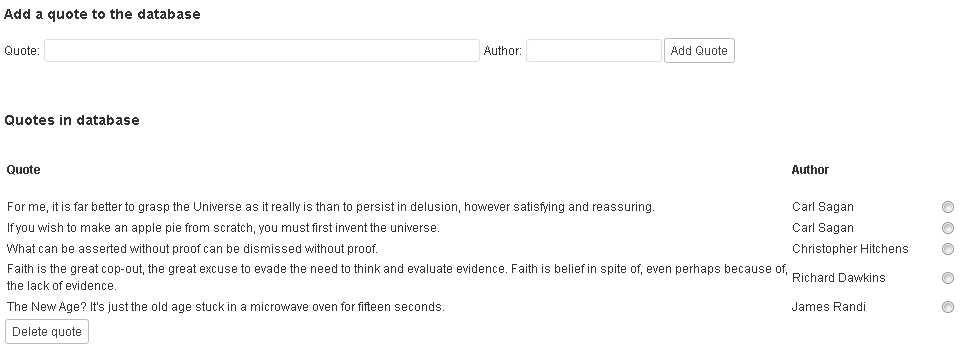 Add a quote to the database
Quote: Author: Add Quote
Quotes in database
Quote Author
For me, it is far better to grasp the Universe as it really is than to persist in delusion, however satisfying and reassuring. Carl Sagan
If you wish to make an apple pie from scratch, you must first invent the universe. Carl Sagan
What can be asserted without proof can be dismissed without proof. Christopher Hitchens
Faith is the great cop-out, the great excuse to evade the need to think and evaluate evidence. Faith is belief in spite of, even perhaps because of, Richard Dawkins
the lack of evidence.
The New Age? It's just the old age stuck in a microwave oven for fifteen seconds. James Randi
Delete quote